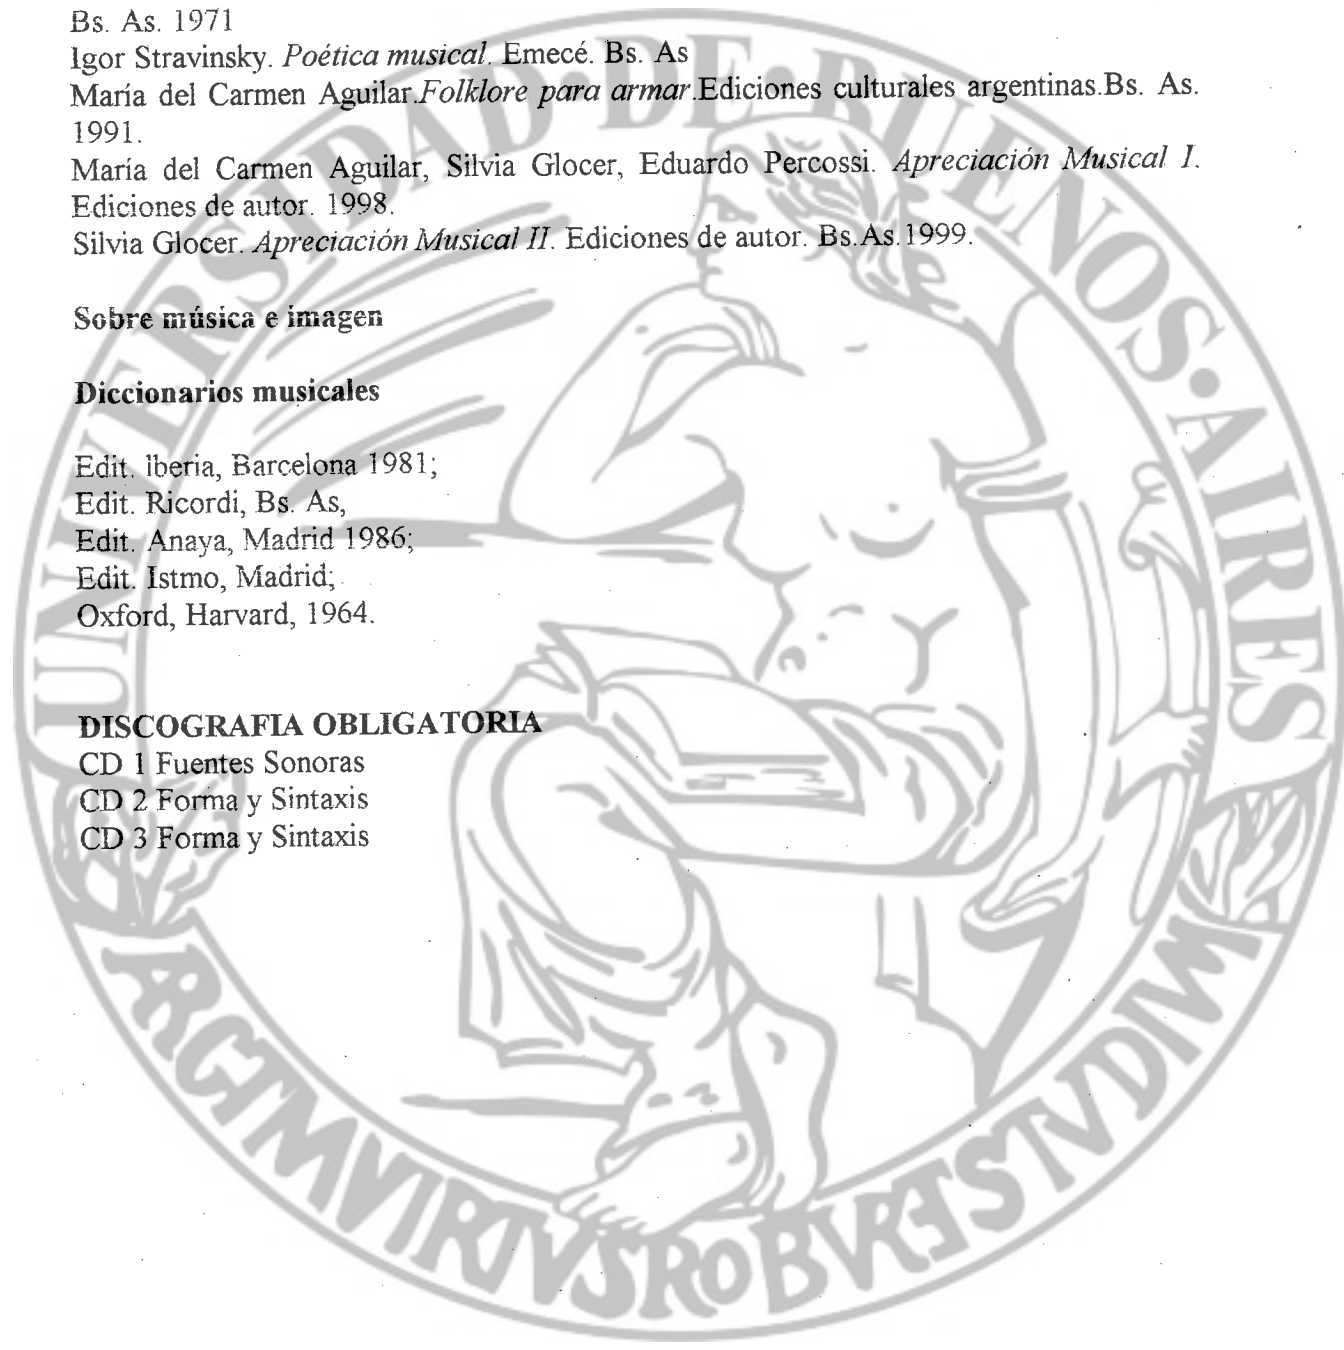 Bs. As. 1971
Igor Stravinsky. Poética musical. Emecé. Bs. As
María del Carmen Aguilar.Folklore para armar.Ediciones culturales argentinas.Bs. As.
1991.
María del Carmen Aguilar, Silvia Glocer, Eduardo Percossi. Apreciación Musical I.
Ediciones de autor. 1998.
Silvia Glocer. Apreciación Musical II. Ediciones de autor. Bs.As.1999.
Sobre música e imagen
Diccionarios musicales
Edit. Iberia, Barcelona 1981;
Edit. Ricordi, Bs. As,
Edit. Anaya, Madrid 1986;
Edit. Istmo, Madrid;
Oxford, Harvard, 1964.
DISCOGRAFIA OBLIGATORIA
CD 1 Fuentes Sonoras
CD 2 Forma y Sintaxis
CD 3 Forma y Sintaxis
UNIVERSIDAD·DE·BUENOS·AIRES
ARGTMVIRTVSROBVRETSTVDIVM